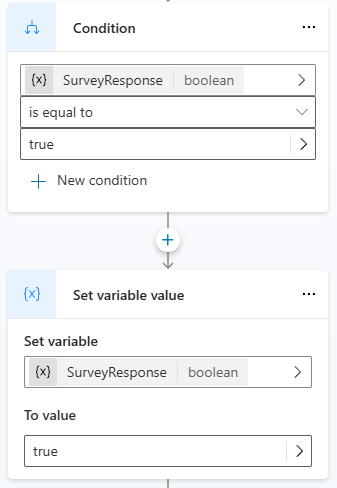 Condition
{x} SurveyResponse boolean
is equal to
true
New condition
{x} Set variable value
Set variable
{x} SurveyResponse boolean
To value
true